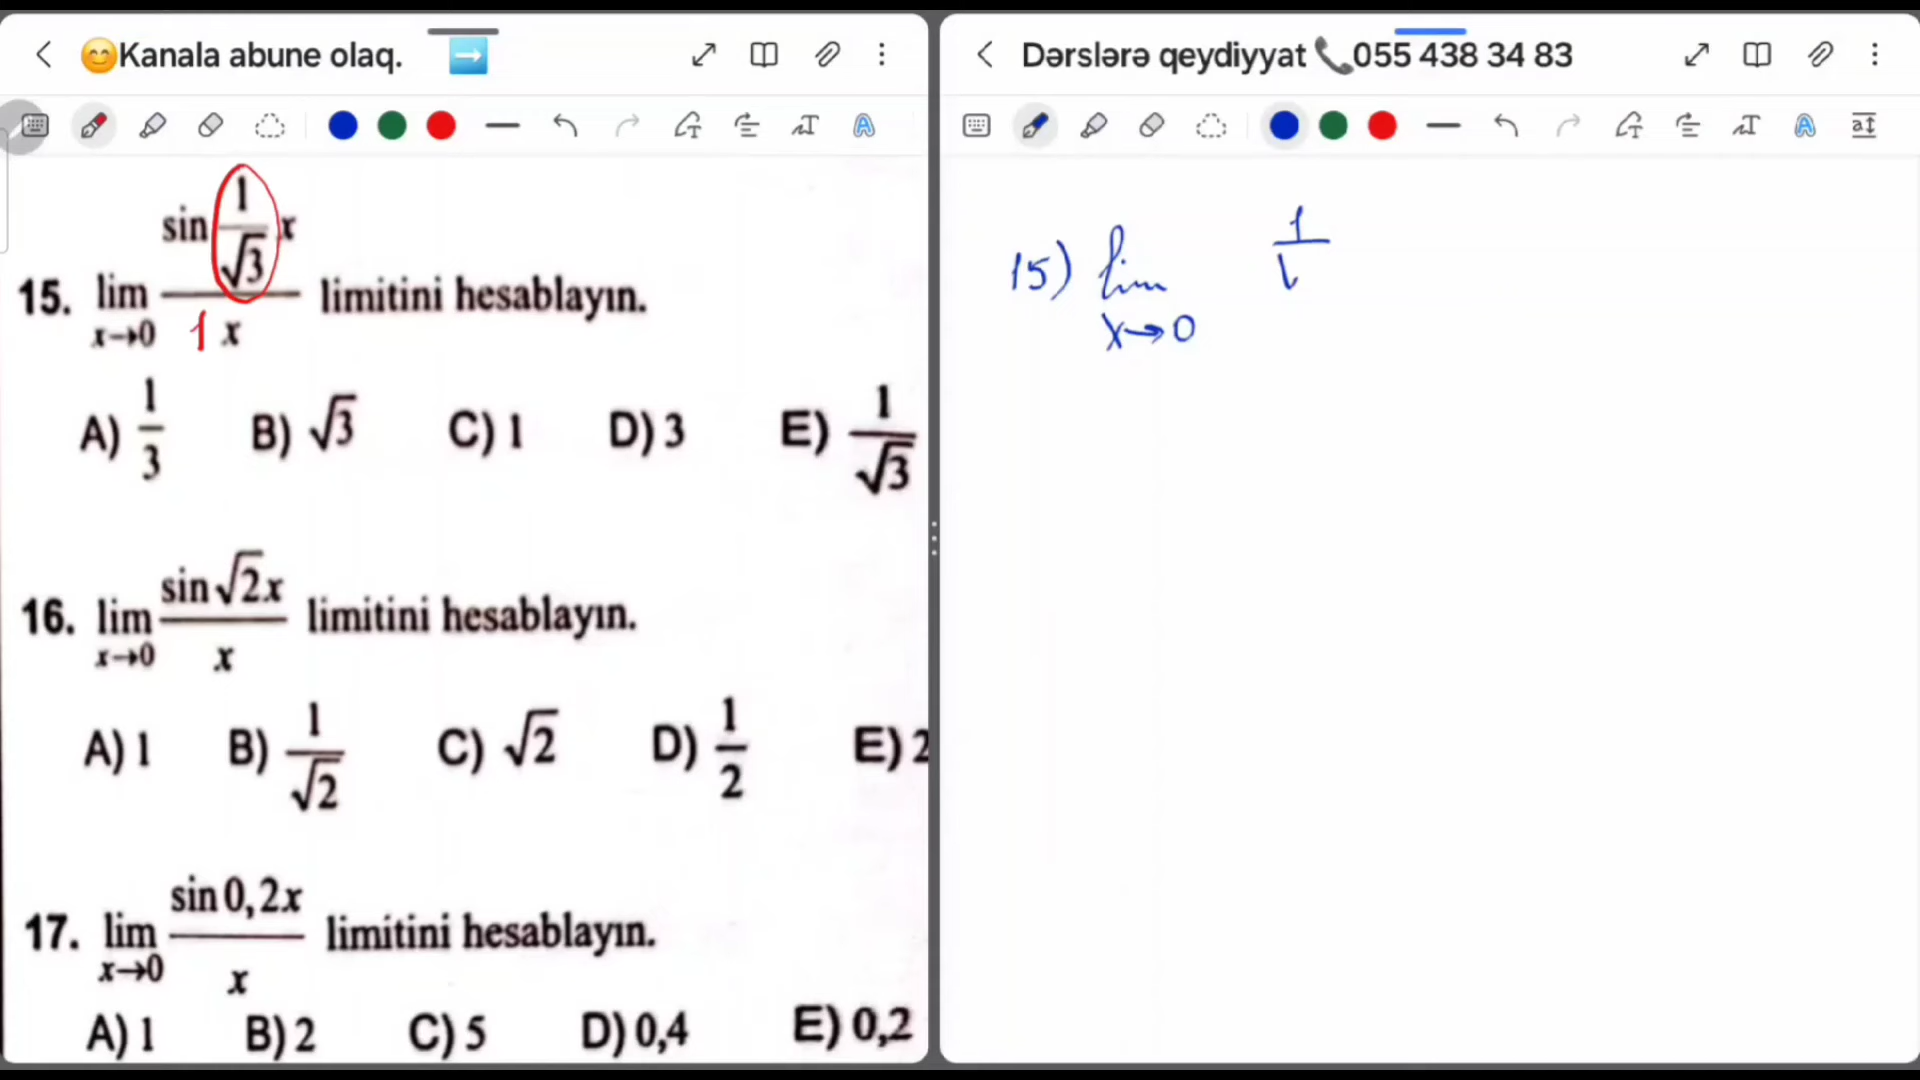 😊Kanala abune olaq. ➡️
15. lim x→0 sin 1/√3 x / 1 x limitini hesablayın.
A) 1/3 B) √3 C) 1 D) 3 E) 1/√3
16. lim x→0 sin√2x / x limitini hesablayın.
A) 1 B) 1/√2 C) √2 D) 1/2 E) 2
17. lim x→0 sin0,2x / x limitini hesablayın.
A) 1 B) 2 C) 5 D) 0,4 E) 0,2
Dərslərə qeydiyyat 📞055 438 34 83
15) lim x→0 1/